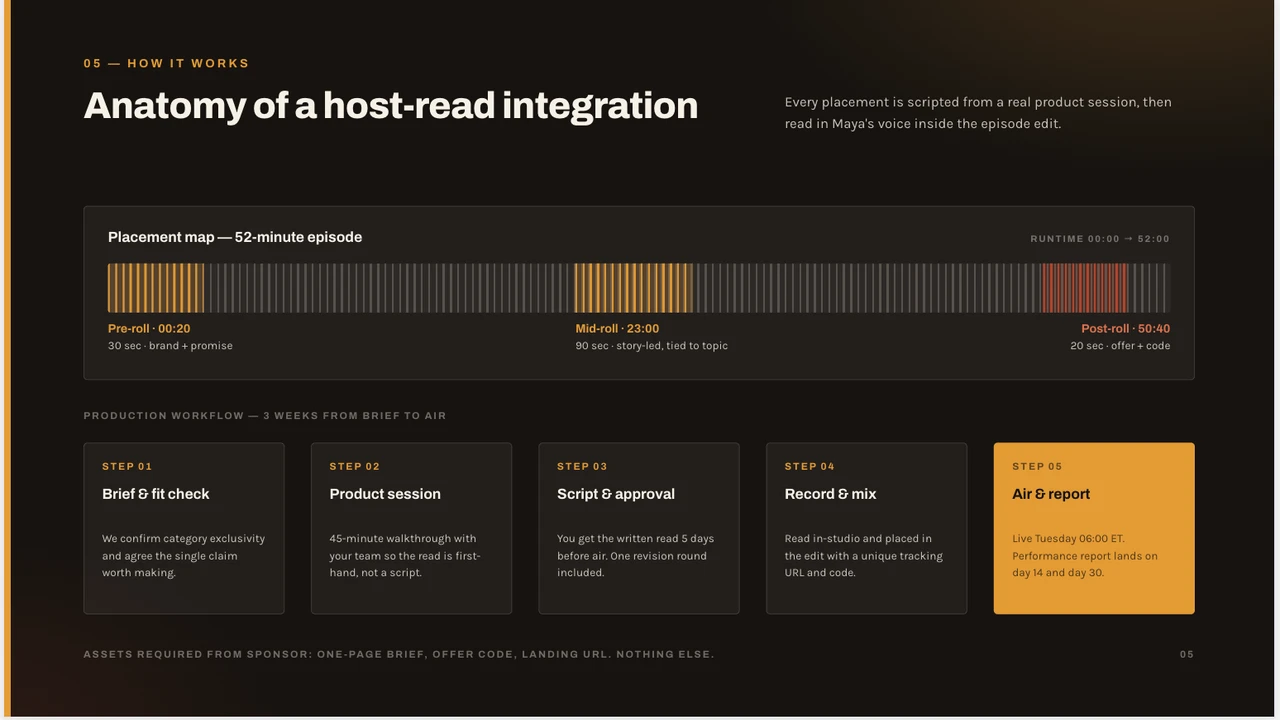 05 — HOW IT WORKS
Anatomy of a host-read integration
Every placement is scripted from a real product session, then
read in Maya's voice inside the episode edit.
Placement map — 52-minute episode
RUNTIME 00:00 → 52:00
Pre-roll · 00:20
30 sec · brand + promise
Mid-roll · 23:00
90 sec · story-led, tied to topic
Post-roll · 50:40
20 sec · offer + code
PRODUCTION WORKFLOW — 3 WEEKS FROM BRIEF TO AIR
STEP 01
Brief & fit check
We confirm category exclusivity
and agree the single claim
worth making.
STEP 02
Product session
45-minute walkthrough with
your team so the read is first-
hand, not a script.
STEP 03
Script & approval
You get the written read 5 days
before air. One revision round
included.
STEP 04
Record & mix
Read in-studio and placed in
the edit with a unique tracking
URL and code.
STEP 05
Air & report
Live Tuesday 06:00 ET.
Performance report lands on
day 14 and day 30.
ASSETS REQUIRED FROM SPONSOR: ONE-PAGE BRIEF, OFFER CODE, LANDING URL. NOTHING ELSE.
05